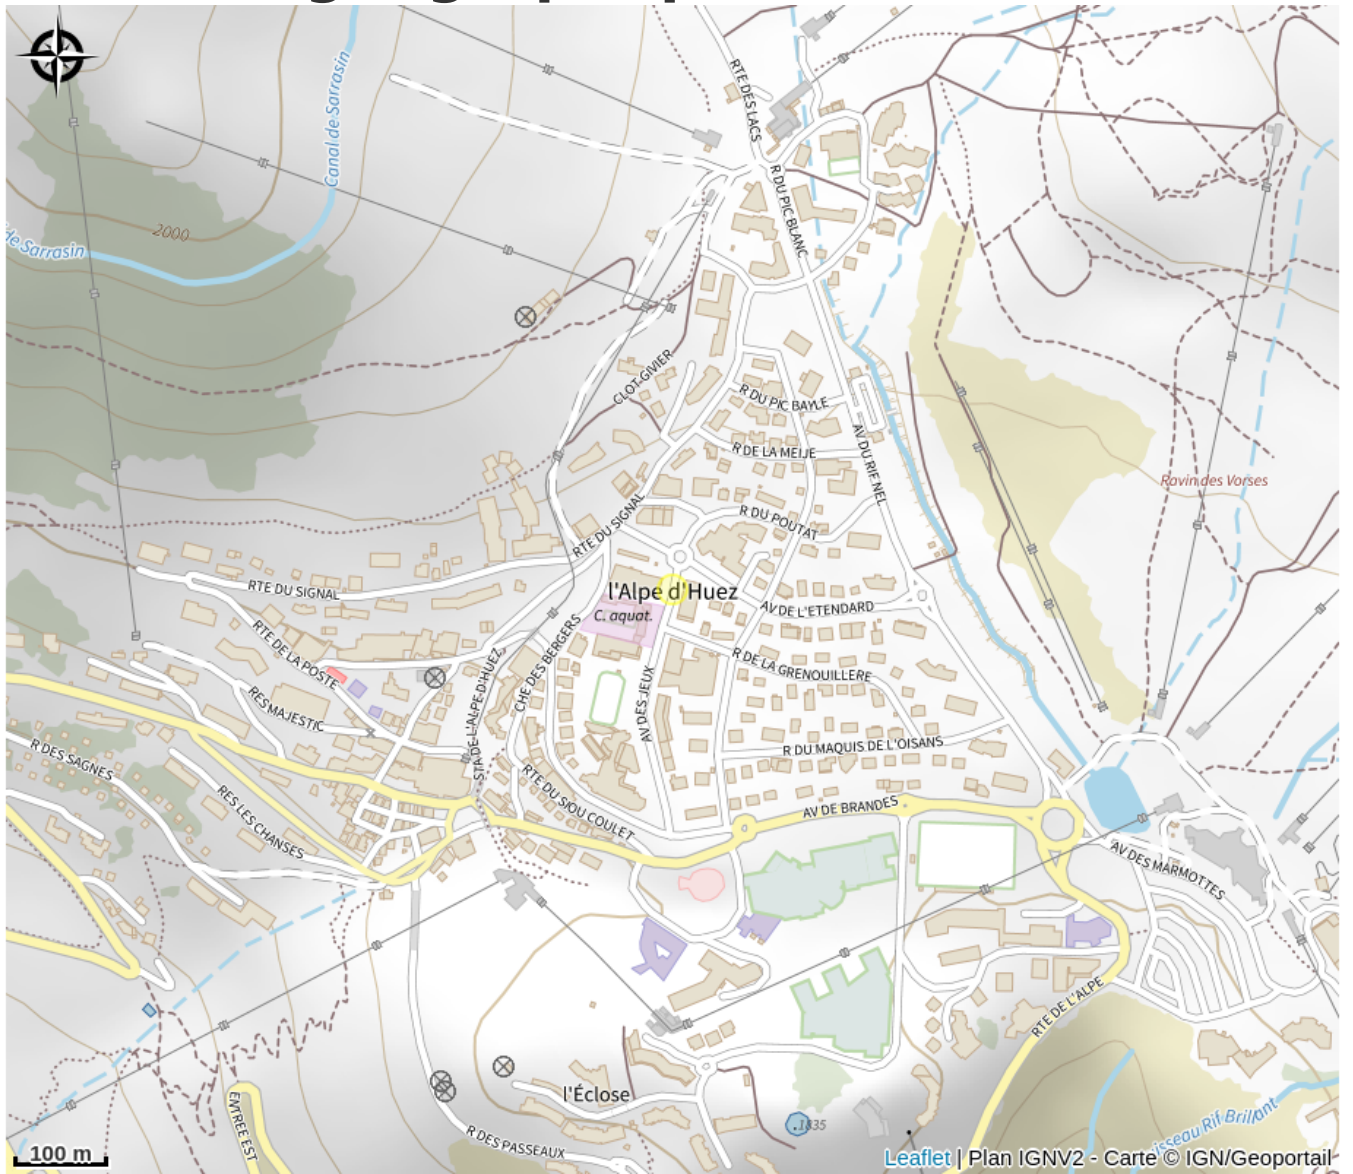 RTE DES LACS
Canal de Sarrasin
R DU PIC BLANC
2000
de Sarrasin
CLOT GIVIER
R DU PIC BAYLE
R DE LA MEIJE
AV DU RIF NEL
Ravin des Vorses
RTE DU SIGNAL
R DU POUTAT
RTE DU SIGNAL
l'Alpe d'Huez
C. aquat.
AV DE L'ETENDARD
RTE DE LA POSTE
CHE DES BERGERS
R DE LA GRENOUILLERE
STA DE L'ALPE D'HUEZ
RES MAJESTIC
AV DES JEUX
R DU MAQUIS DE L'OISANS
R DES SAGNES
RTE DU SIOU COULET
AV DE BRANDES
RES LES CHANSES
AV DES MARMOTTES
RTE DE L'ALPE
l'Éclose
ENTREE EST
R DES PASSEAUX
1835
isseau Rif Brillant
100 m
Leaflet | Plan IGNV2 - Carte © IGN/Geoportail